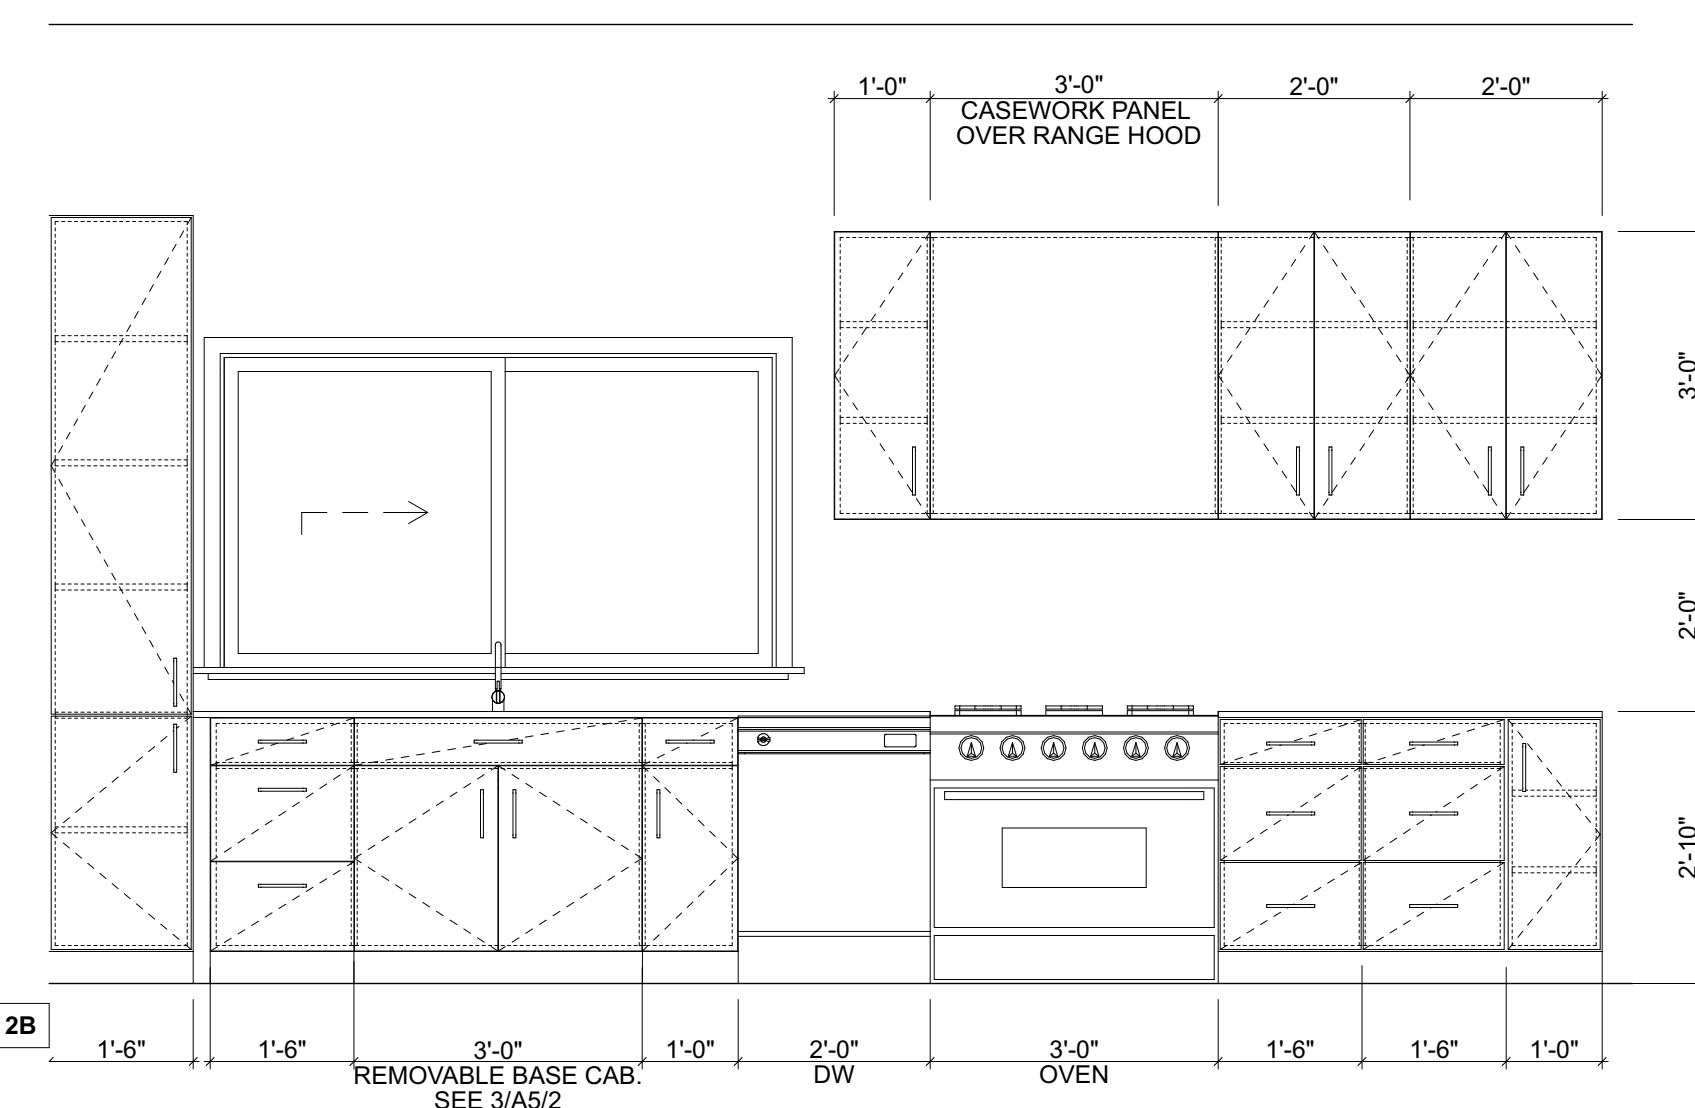 1'-0"
3'-0"
2'-0"
2'-0"
CASEWORK PANEL
OVER RANGE HOOD
3'-0"
2'-0"
2'-10"
2B
1'-6"
1'-6"
3'-0"
1'-0"
2'-0"
3'-0"
1'-6"
1'-6"
1'-0"
REMOVABLE BASE CAB.
SEE 3/A5/2
DW
OVEN